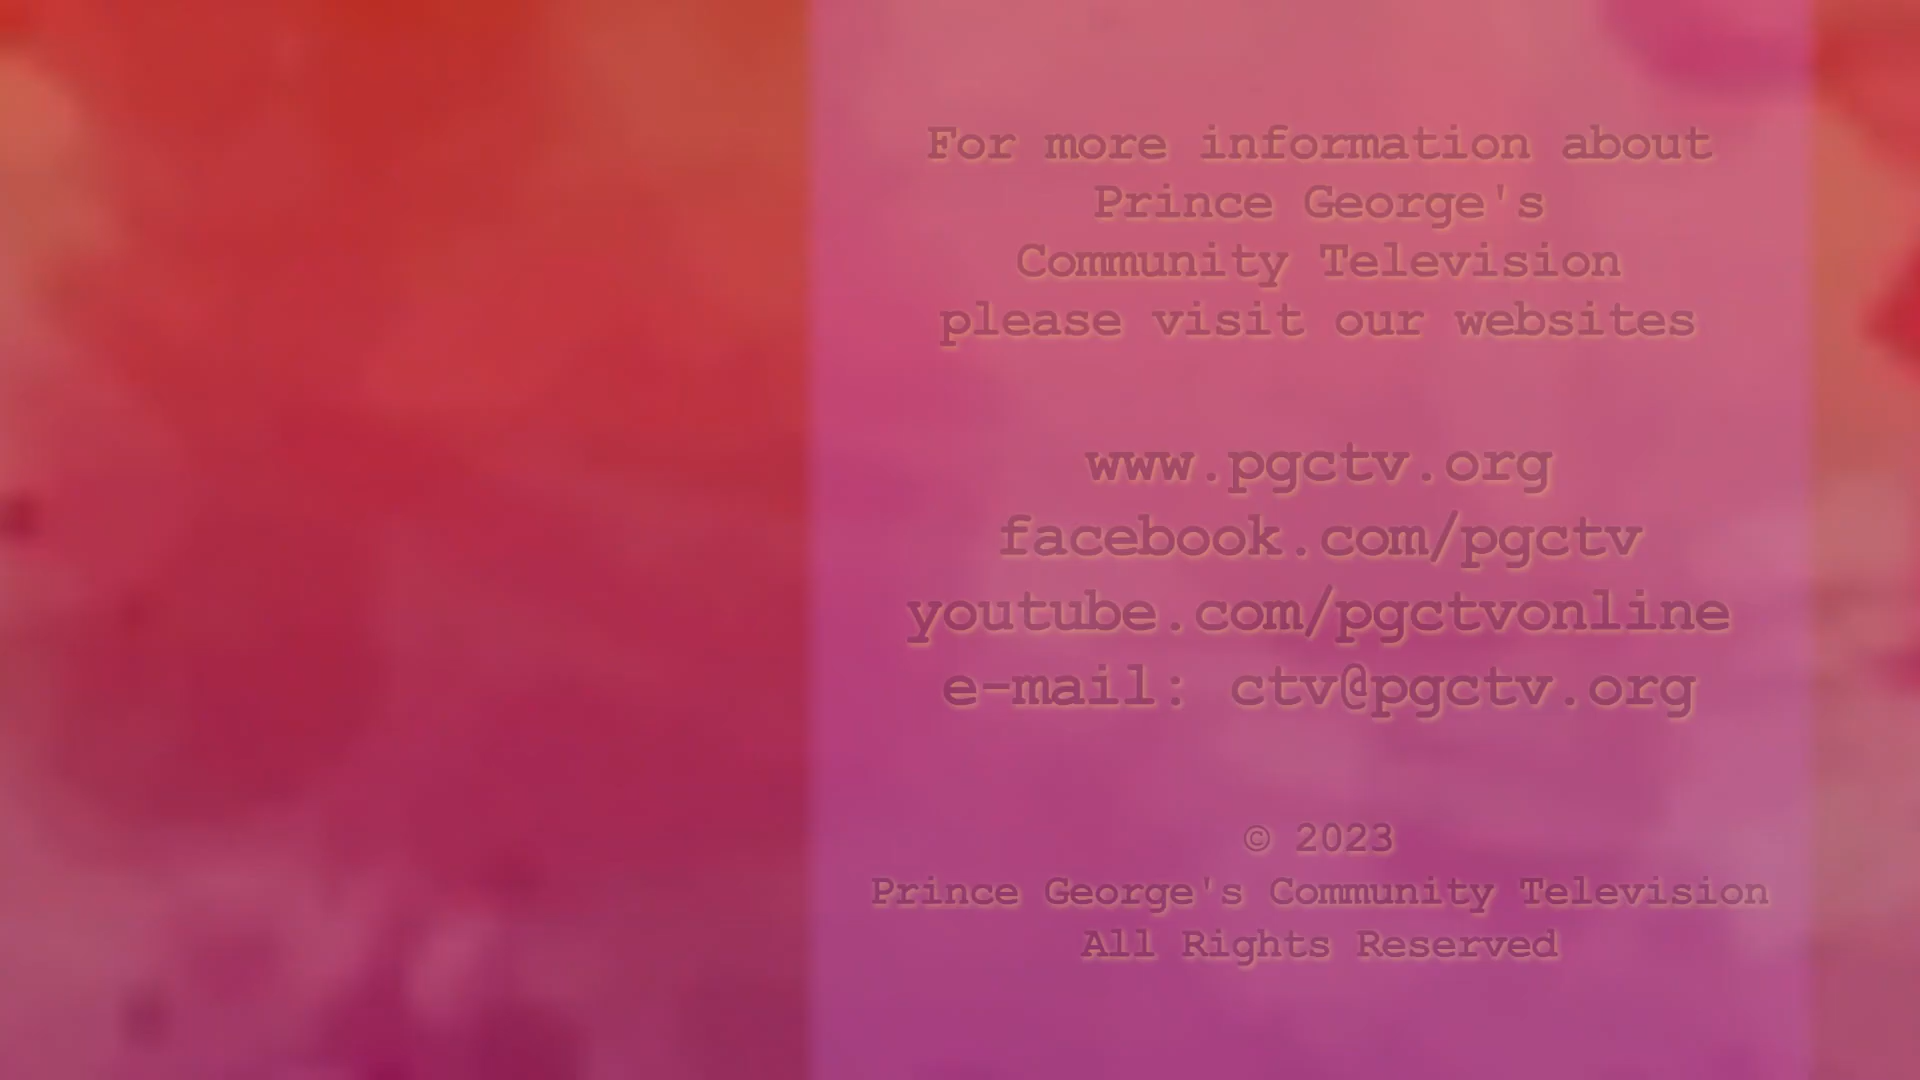 For more information about
Prince George's
Community Television
please visit our websites
www.pgctv.org
facebook.com/pgctv
youtube.com/pgctvonline
e-mail: ctv@pgctv.org
© 2023
Prince George's Community Television
All Rights Reserved